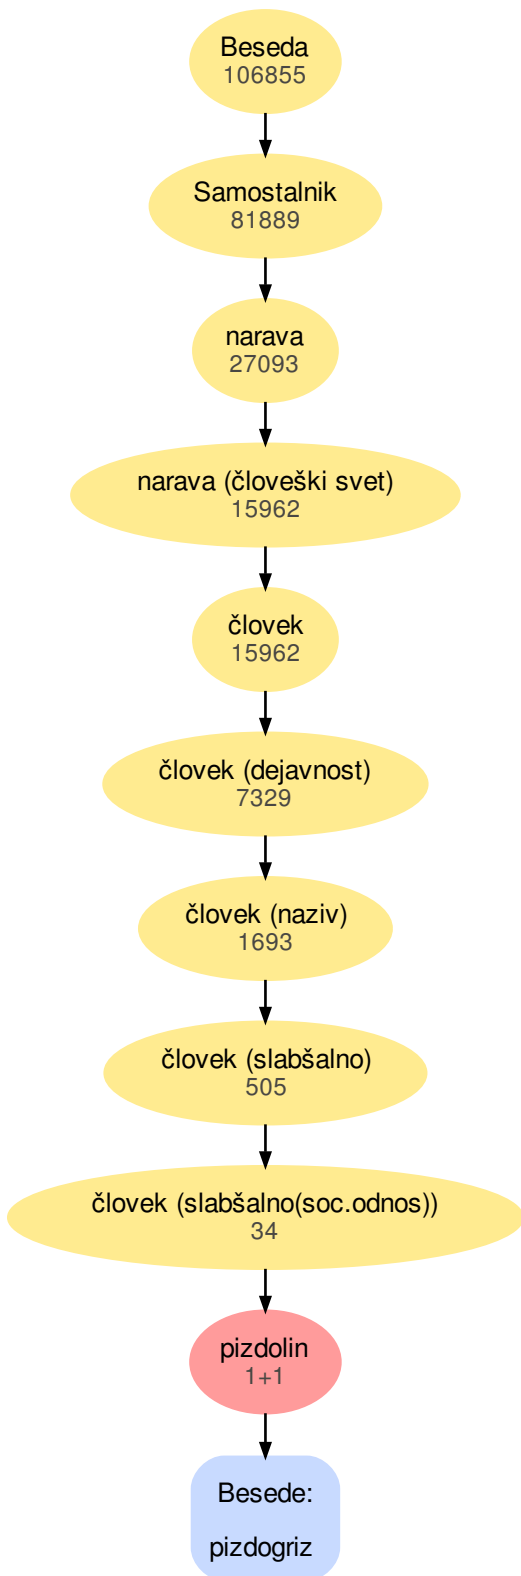 Beseda
106855
Samostalnik
81889
narava
27093
narava (človeški svet)
15962
človek
15962
človek (dejavnost)
7329
človek (naziv)
1693
človek (slabšalno)
505
človek (slabšalno(soc.odnos))
34
pizdolin
1+1
Besede:
pizdogriz